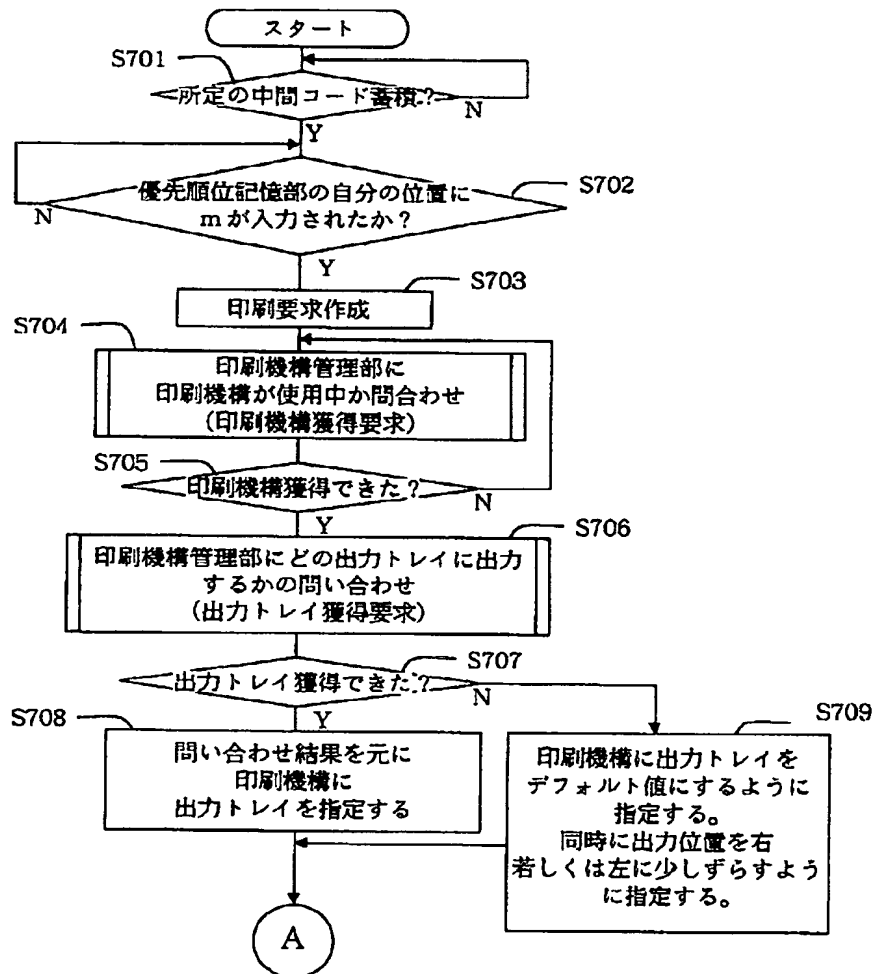 スタート
S701
所定の中間コード蓄積?
N
Y
優先順位記憶部の自分の位置に
mが入力されたか?
S702
N
Y
S703
印刷要求作成
S704
印刷機構管理部に
印刷機構が使用中か問合わせ
(印刷機構獲得要求)
S705
印刷機構獲得できた?
N
Y
S706
印刷機構管理部にどの出力トレイに出力
するかの問い合わせ
(出力トレイ獲得要求)
S707
出力トレイ獲得できた?
N
Y
S708
問い合わせ結果を元に
印刷機構に
出力トレイを指定する
S709
印刷機構に出力トレイを
デフォルト値にするように
指定する。
同時に出力位置を右
若しくは左に少しずらすよう
に指定する。
A